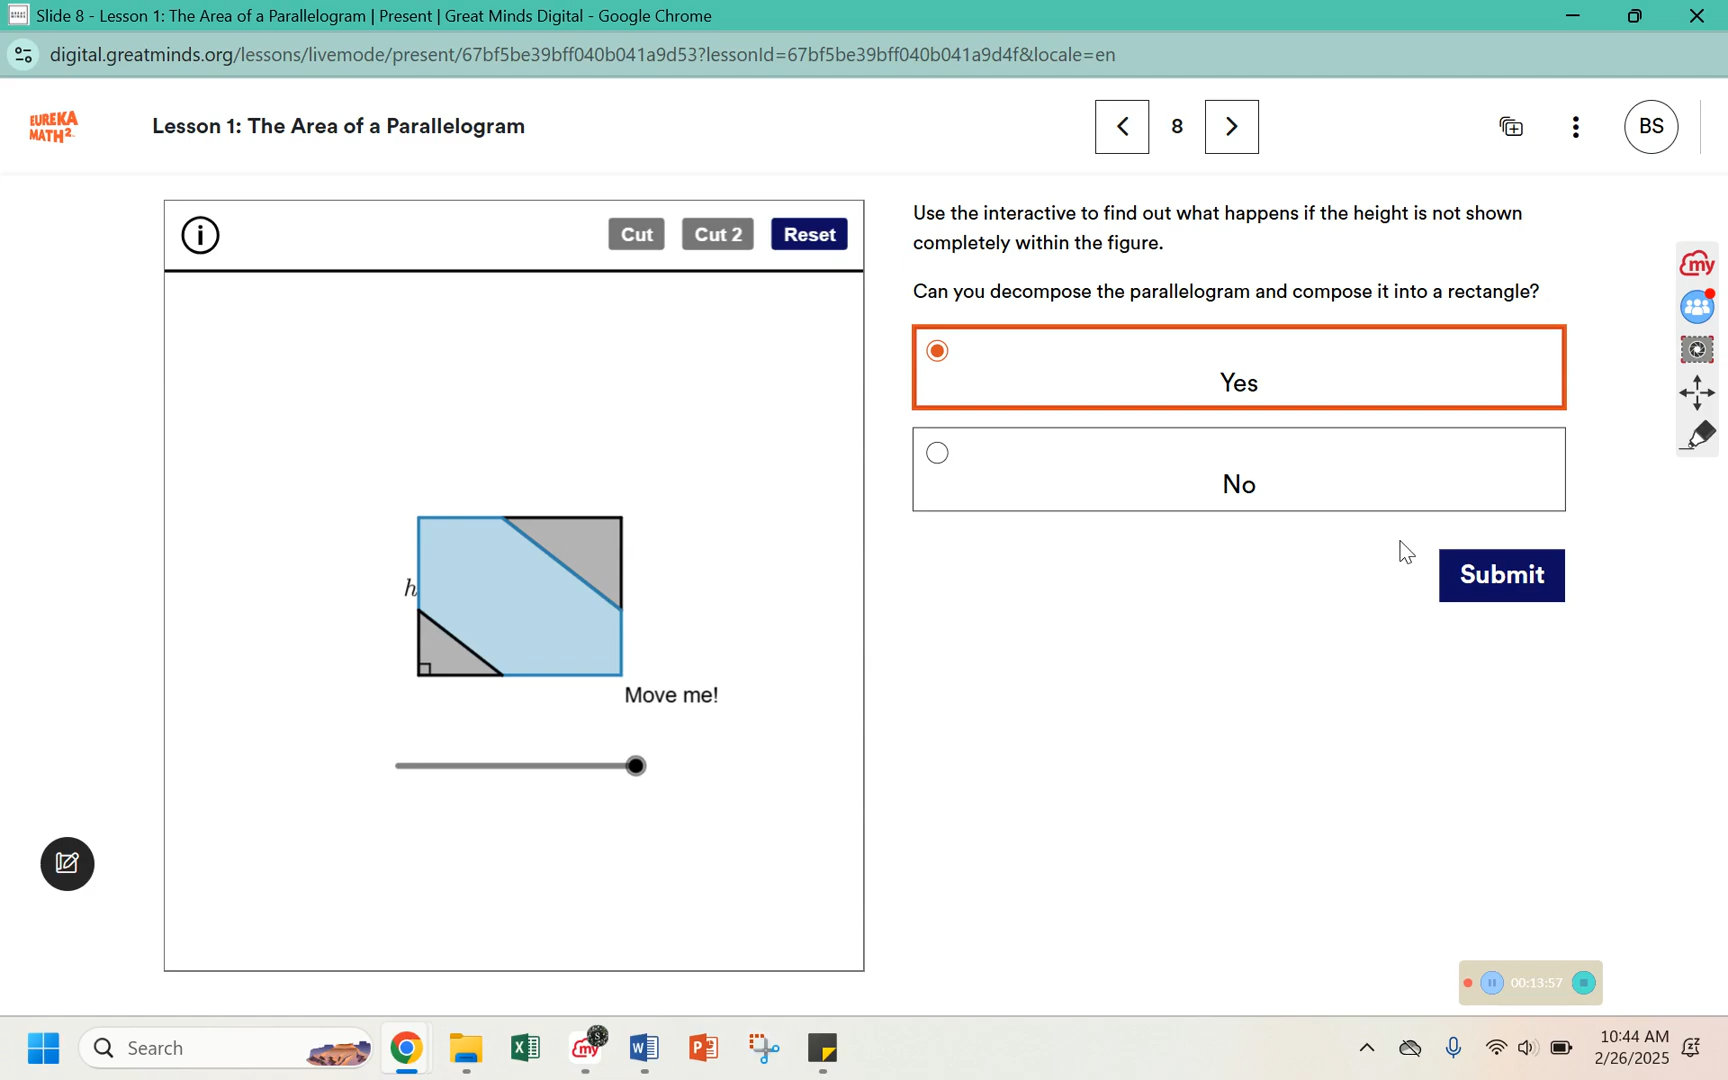 Slide 8 - Lesson 1: The Area of a Parallelogram | Present | Great Minds Digital - Google Chrome
digital.greatminds.org/lessons/livemode/present/67bf5be39bff040b041a9d53?lessonId=67bf5be39bff040b041a9d4f&locale=en
EUREKA
MATH²
Lesson 1: The Area of a Parallelogram
8
BS
Cut
Cut 2
Reset
h
Move me!
Use the interactive to find out what happens if the height is not shown
completely within the figure.
Can you decompose the parallelogram and compose it into a rectangle?
Yes
No
Submit
my
00:13:57
Search
my
10:44 AM
2/26/2025